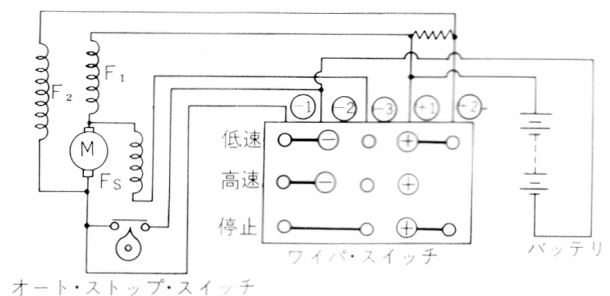 F₂
F₁
M
Fs
−1
−2
−3
+1
+2
低速
高速
停止
ワイパ・スイッチ
バッテリ
オート・ストップ・スイッチ